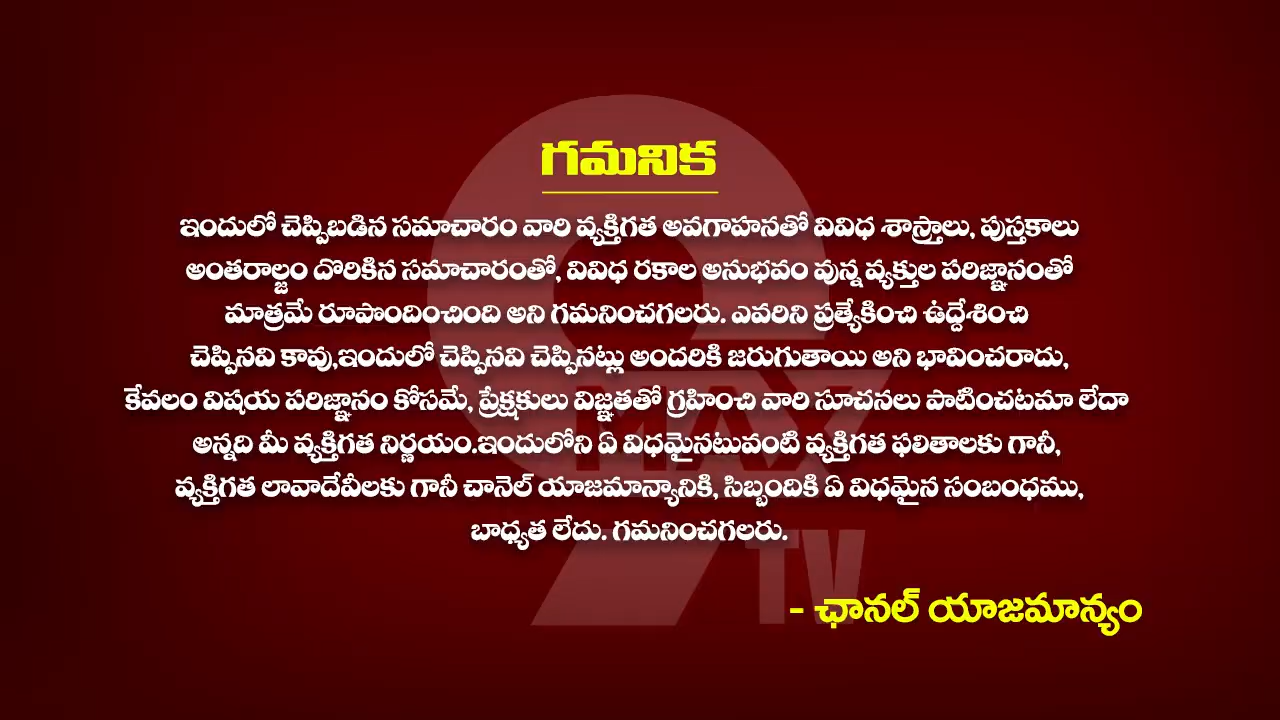 గమనిక
ఇందులో చెప్పిబడిన సమాచారం వారి వ్యక్తిగత అవగాహనతో వివిధ శాస్త్రాలు, పుస్తకాలు
అంతరాల్జం దొరికిన సమాచారంతో, వివిధ రకాల అనుభవం వున్న వ్యక్తుల పరిజ్ఞానంతో
మాత్రమే రూపొందించింది అని గమనించగలరు. ఎవరిని ప్రత్యేకించి ఉద్దేశించి
చెప్పినవి కావు,ఇందులో చెప్పినవి చెప్పినట్లు అందరికి జరుగుతాయి అని భావించరాదు,
కేవలం విషయ పరిజ్ఞానం కోసమే, ప్రేక్షకులు విజ్ఞతతో గ్రహించి వారి సూచనలు పాటించటమా లేదా
అన్నది మీ వ్యక్తిగత నిర్ణయం.ఇందులోని ఏ విధమైనటువంటి వ్యక్తిగత ఫలితాలకు గానీ,
వ్యక్తిగత లావాదేవీలకు గానీ చానెల్ యాజమాన్యానికి, సిబ్బందికి ఏ విధమైన సంబంధము,
బాధ్యత లేదు. గమనించగలరు.
- ఛానల్ యాజమాన్యం
9
MAX
TV